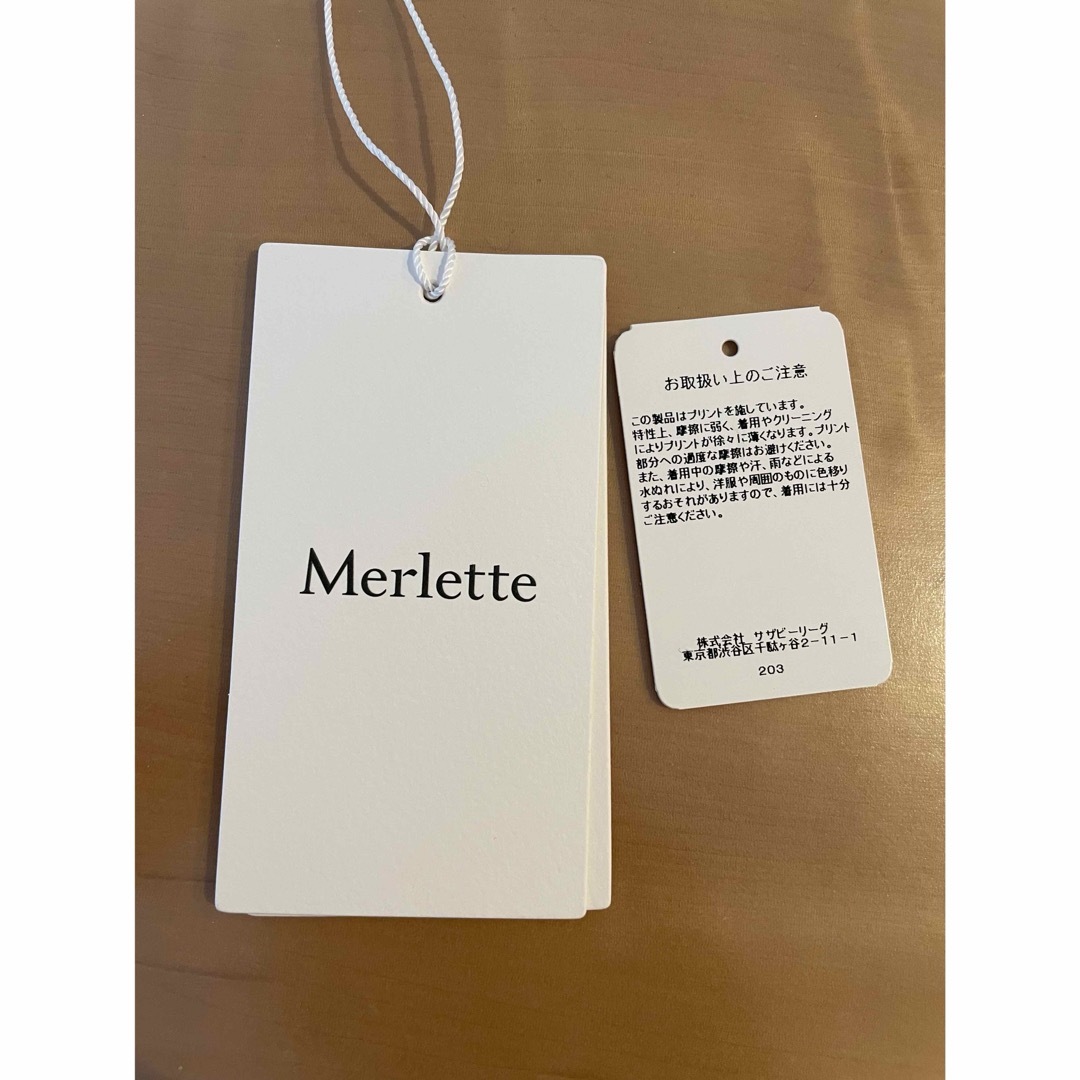 Merlette
お取扱い上のご注意
この製品はプリントを施しています。
特性上、摩擦に弱く、着用やクリーニング
によりプリントが徐々に薄くなります。プリント
部分への過度な摩擦はお避けください。
また、着用中の摩擦や汗、雨などによる
水ぬれにより、洋服や周囲のものに色移り
するおそれがありますので、着用には十分
ご注意ください。
株式会社 サザビーリーグ
東京都渋谷区千駄ヶ谷2-11-1
203